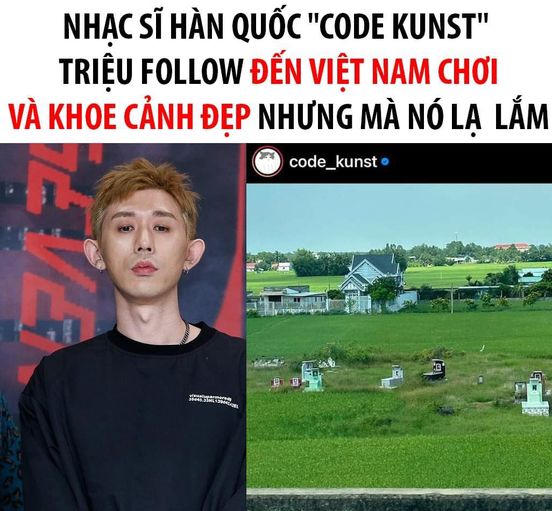 NHẠC SĨ HÀN QUỐC "CODE KUNST"
TRIỆU FOLLOW ĐẾN VIỆT NAM CHƠI
VÀ KHOE CẢNH ĐẸP NHƯNG MÀ NÓ LẠ LẮM
code_kunst